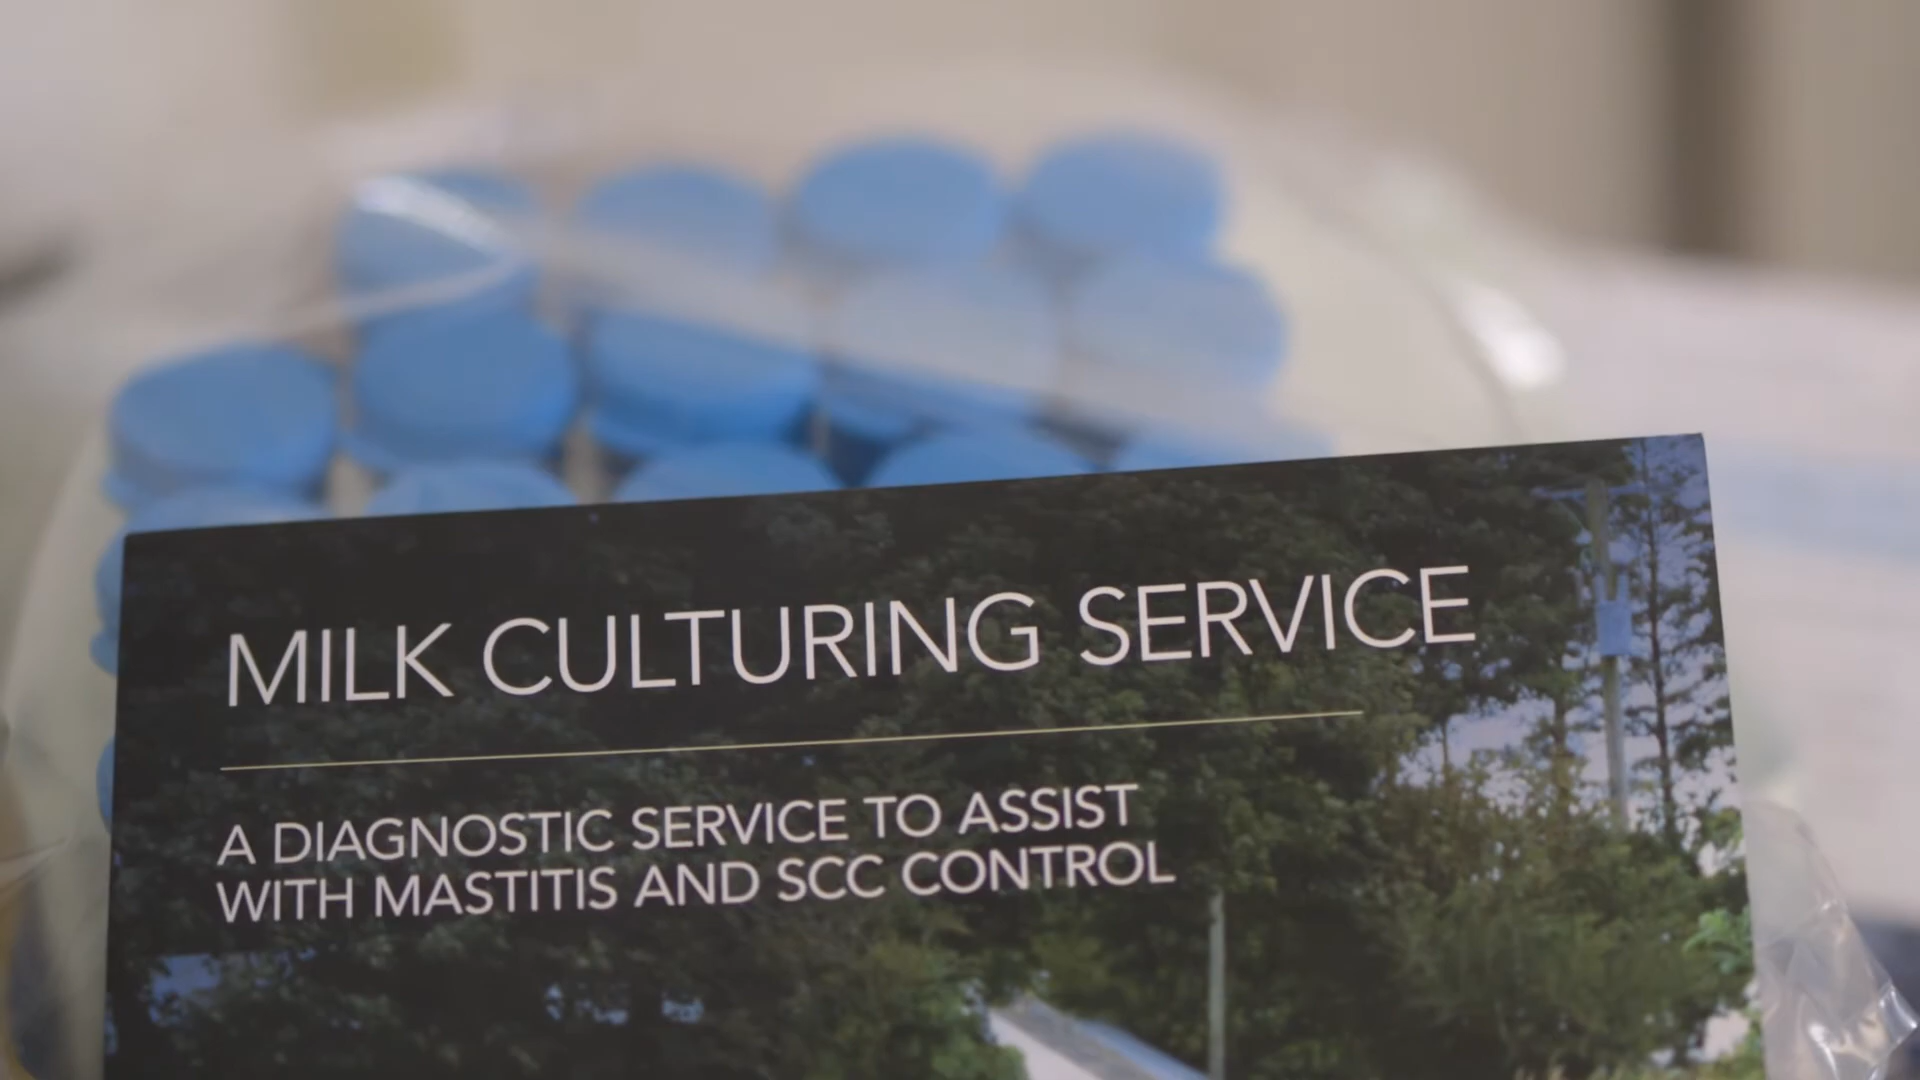 MILK CULTURING SERVICE
A DIAGNOSTIC SERVICE TO ASSIST
WITH MASTITIS AND SCC CONTROL